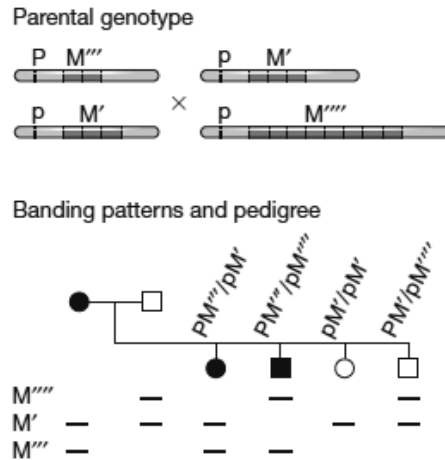 Parental genotype
P M‴ p M′
×
p M′ p M⁗
Banding patterns and pedigree
PM‴/pM′ PM‴/pM⁗ pM′/pM′ PM′/pM⁗
M⁗
M′
M‴